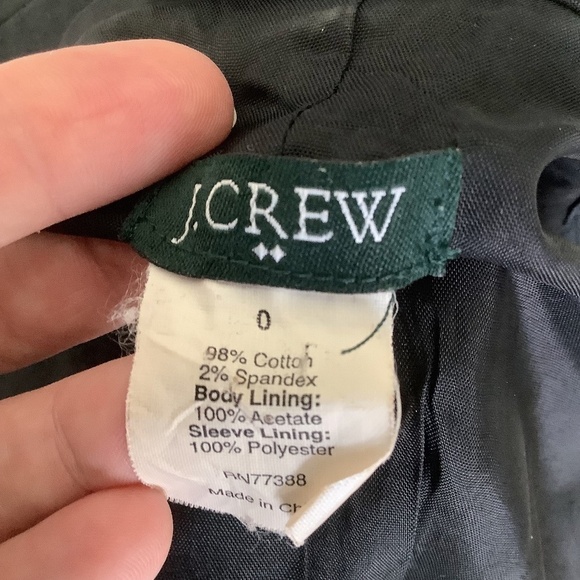 J.CREW
0
98% Cotton
2% Spandex
Body Lining:
100% Acetate
Sleeve Lining:
100% Polyester
RN77388
Made in